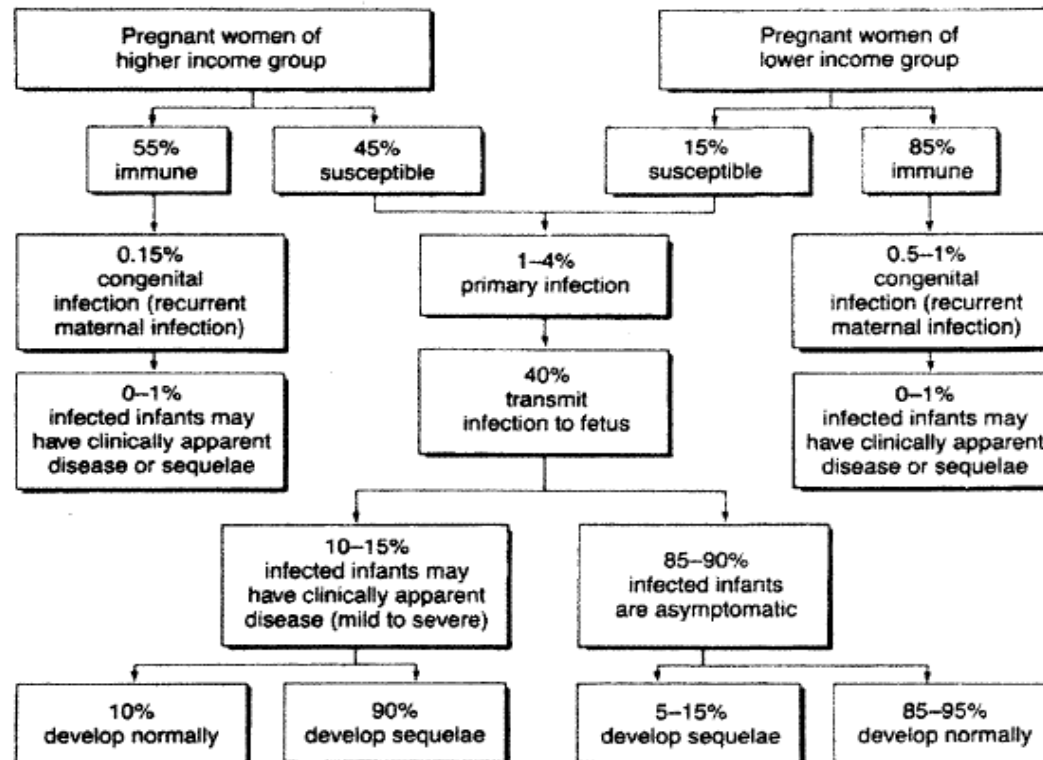 Pregnant women of
higher income group
Pregnant women of
lower income group
55%
immune
45%
susceptible
15%
susceptible
85%
immune
0.15%
congenital
infection (recurrent
maternal infection)
1–4%
primary infection
0.5–1%
congenital
infection (recurrent
maternal infection)
0–1%
infected infants may
have clinically apparent
disease or sequelae
40%
transmit
infection to fetus
0–1%
infected infants may
have clinically apparent
disease or sequelae
10–15%
infected infants may
have clinically apparent
disease (mild to severe)
85–90%
infected infants
are asymptomatic
10%
develop normally
90%
develop sequelae
5–15%
develop sequelae
85–95%
develop normally